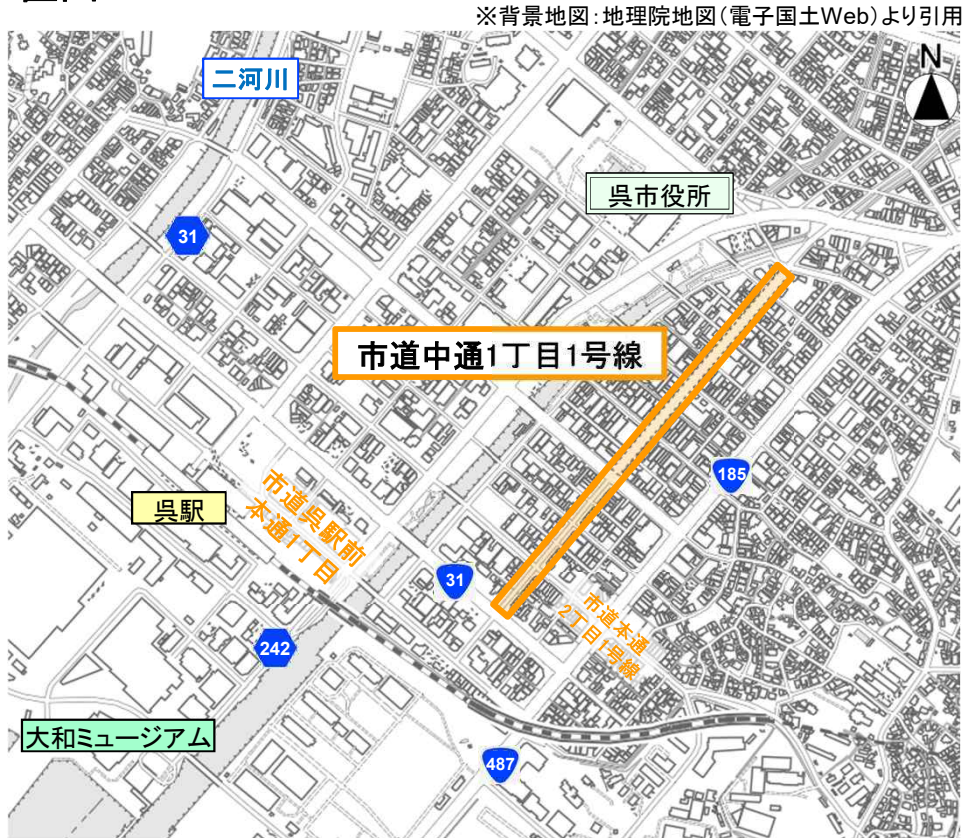 ※背景地図：地理院地図（電子国土Web）より引用
N
二河川
呉市役所
31
市道中通1丁目1号線
185
呉駅
市道呉駅前
本通1丁目
31
市道本通
2丁目1号線
242
大和ミュージアム
487